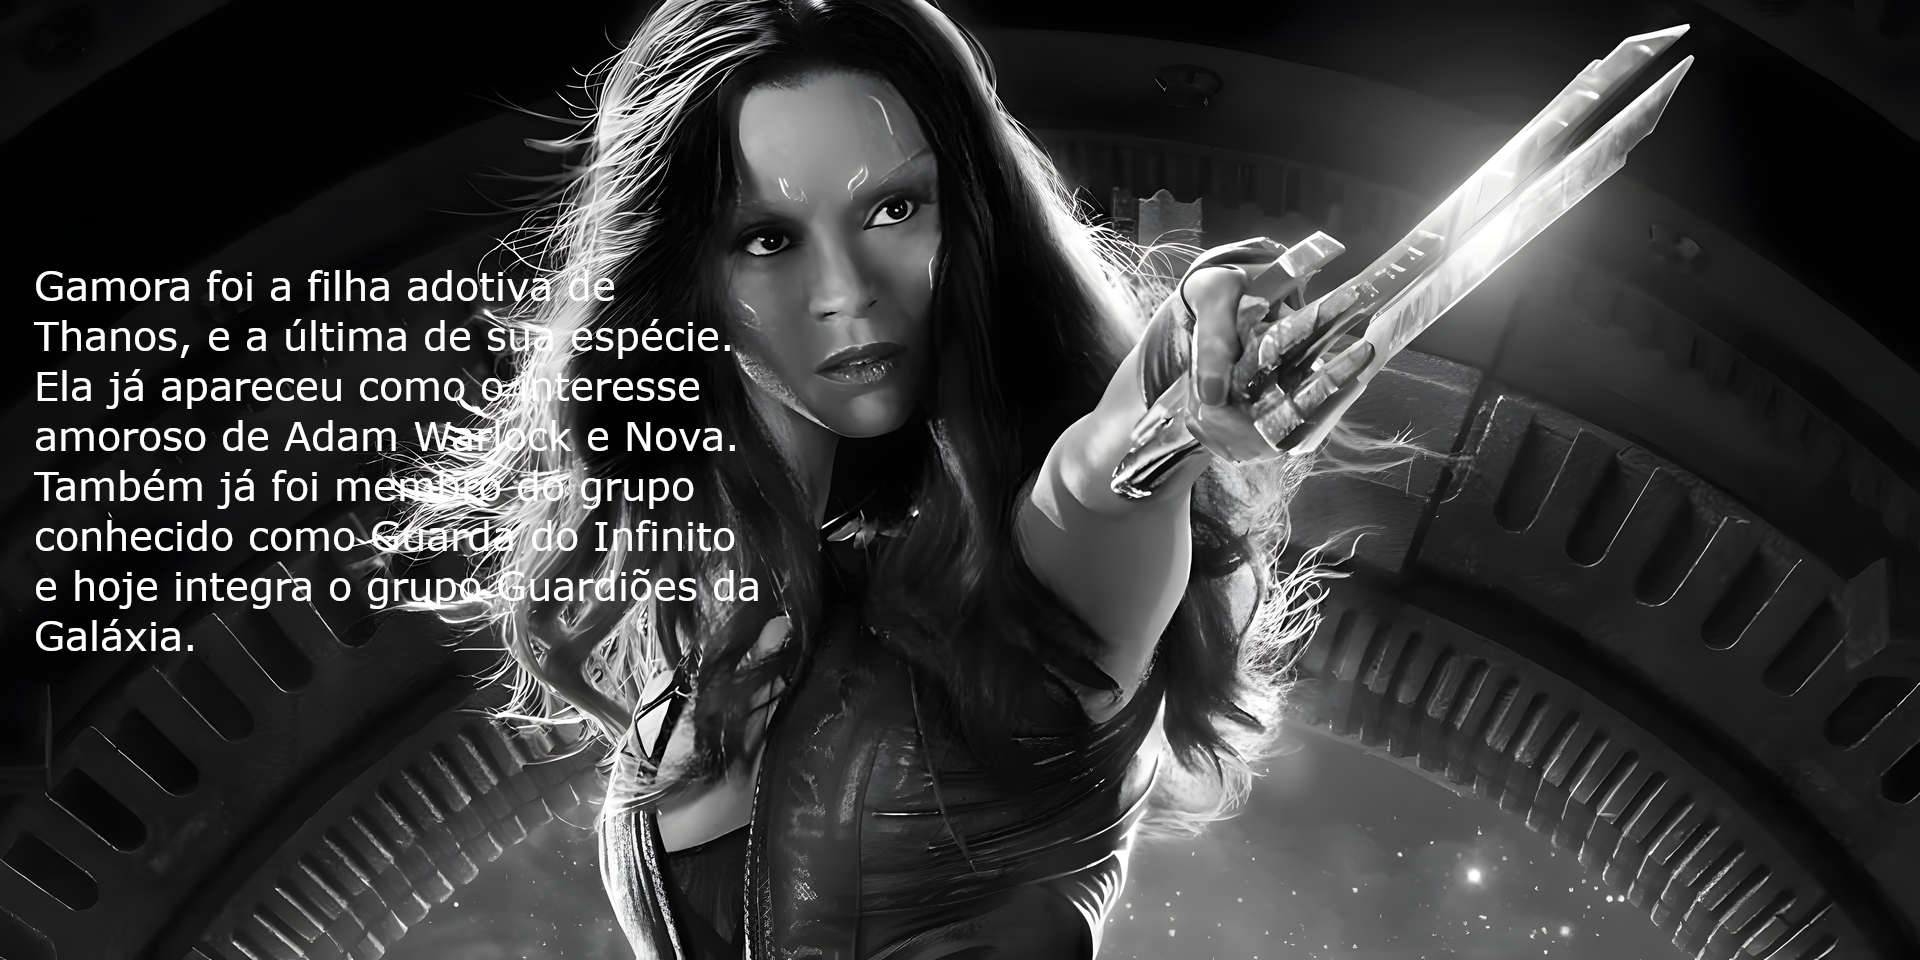 Gamora foi a filha adotiva de
Thanos, e a última de sua espécie.
Ela já apareceu como o interesse
amoroso de Adam Warlock e Nova.
Também já foi membro do grupo
conhecido como Guarda do Infinito
e hoje integra o grupo Guardiões da
Galáxia.